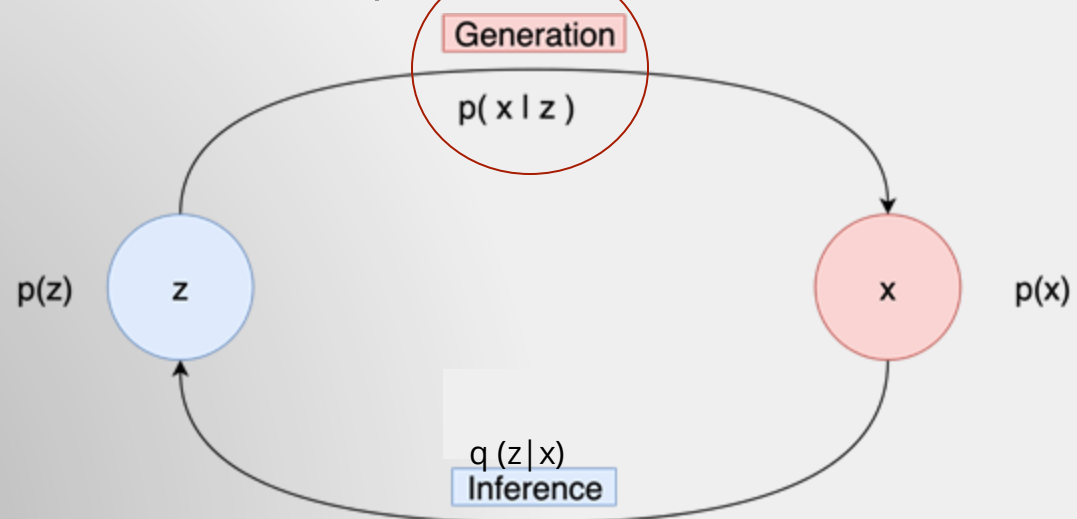 Generation
p( x | z )
p(z)
z
x
p(x)
q (z|x)
Inference